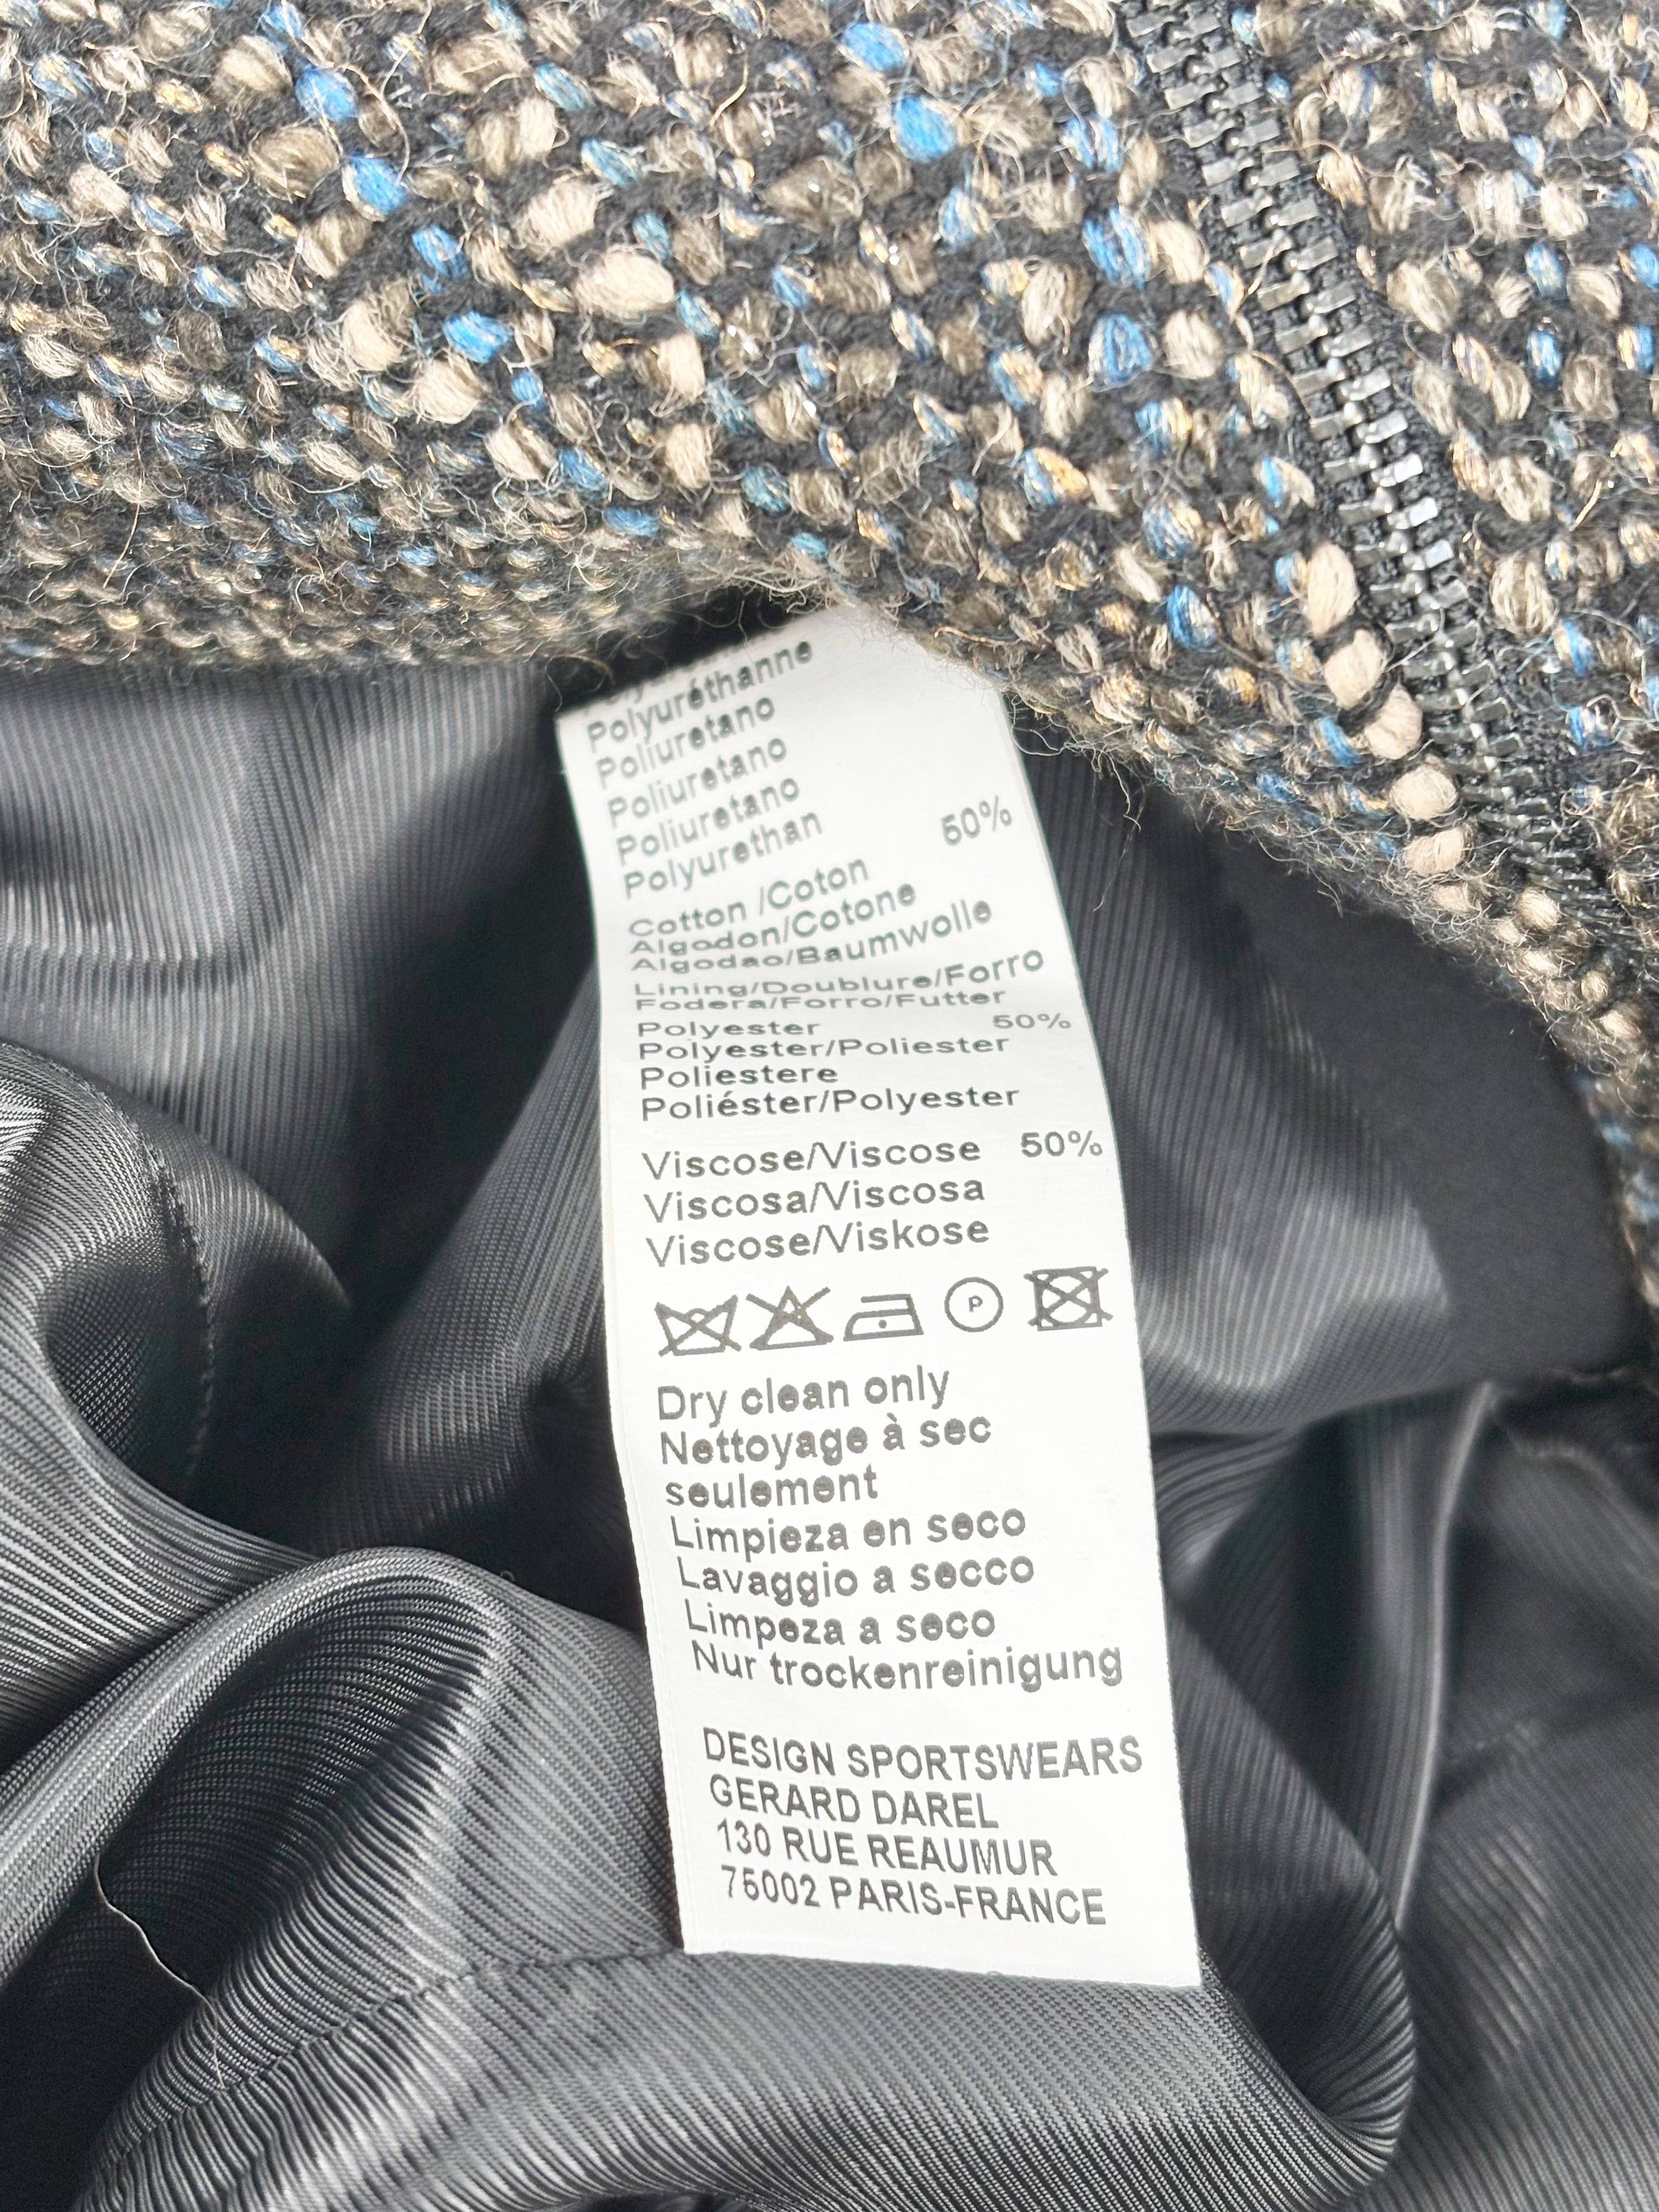 Polyuréthanne
Poliuretano
Poliuretano
Poliuretano
Polyurethan
Cotton /Coton 50%
Algodon/Cotone
Algodao/Baumwolle
Lining/Doublure/Forro
Fodera/Forro/Futter
Polyester 50%
Polyester/Poliester
Poliestere
Poliéster/Polyester
Viscose/Viscose 50%
Viscosa/Viscosa
Viscose/Viskose
P
Dry clean only
Nettoyage à sec
seulement
Limpieza en seco
Lavaggio a secco
Limpeza a seco
Nur trockenreinigung
DESIGN SPORTSWEARS
GERARD DAREL
130 RUE REAUMUR
75002 PARIS-FRANCE